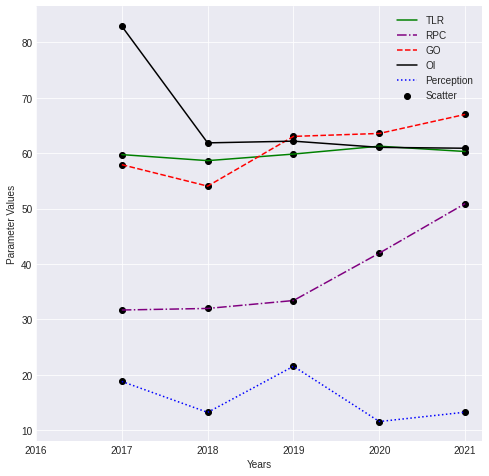 TLR
RPC
GO
OI
Perception
Scatter
Parameter Values
80
70
60
50
40
30
20
10
2016 2017 2018 2019 2020 2021
Years